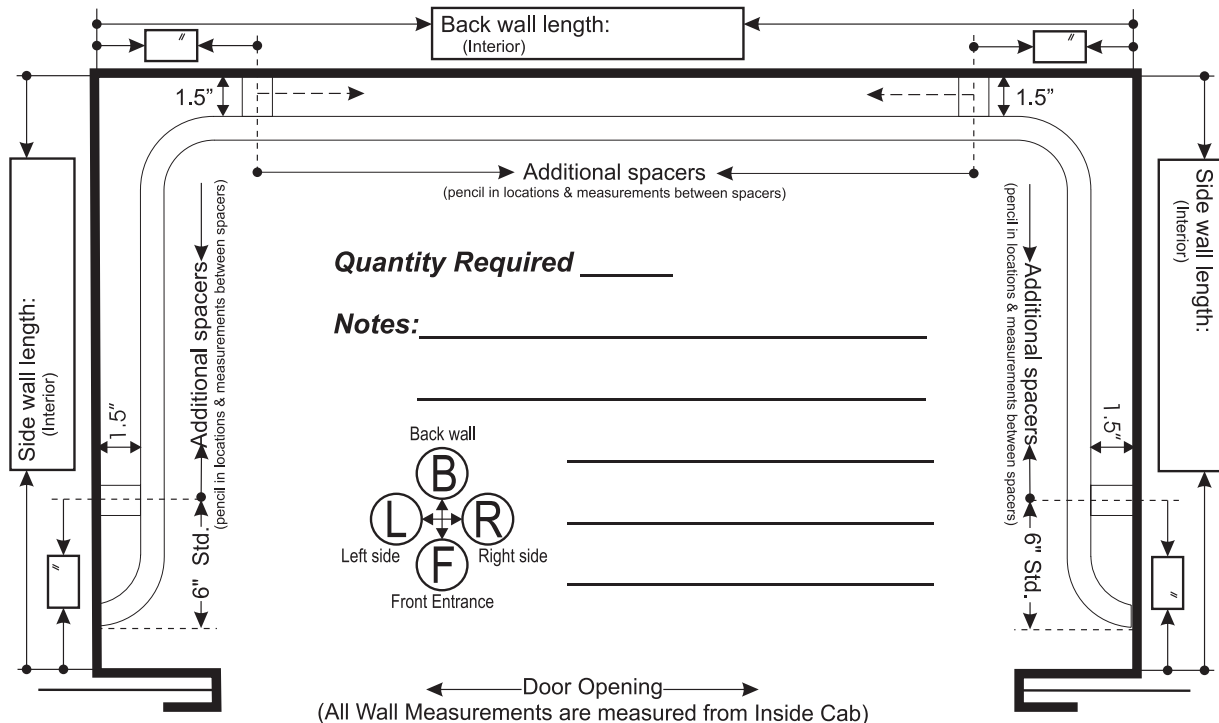 Back wall length:
(Interior)
"
"
1.5"
1.5"
Additional spacers
(pencil in locations & measurements between spacers)
Side wall length:
(Interior)
Additional spacers
(pencil in locations & measurements between spacers)
1.5"
6" Std.
"
Quantity Required
Notes:
Back wall
B
L
R
Left side
Right side
F
Front Entrance
Additional spacers
(pencil in locations & measurements between spacers)
1.5"
6" Std.
"
Side wall length:
(Interior)
Door Opening
(All Wall Measurements are measured from Inside Cab)